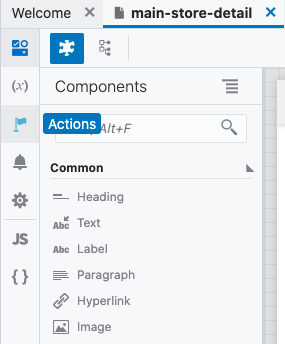 Welcome ×
main-store-detail ×
(x)
Components
Actions
Alt+F
Common
Heading
Abc Text
Abc Label
Paragraph
Hyperlink
Image
JS
{ }